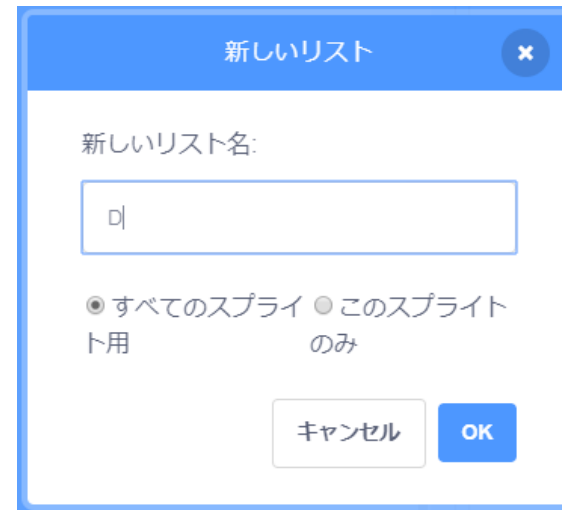 新しいリスト
新しいリスト名:
D
すべてのスプライ
ト用
このスプライト
のみ
キャンセル
OK